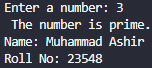 Enter a number: 3
The number is prime.
Name: Muhammad Ashir
Roll No: 23548